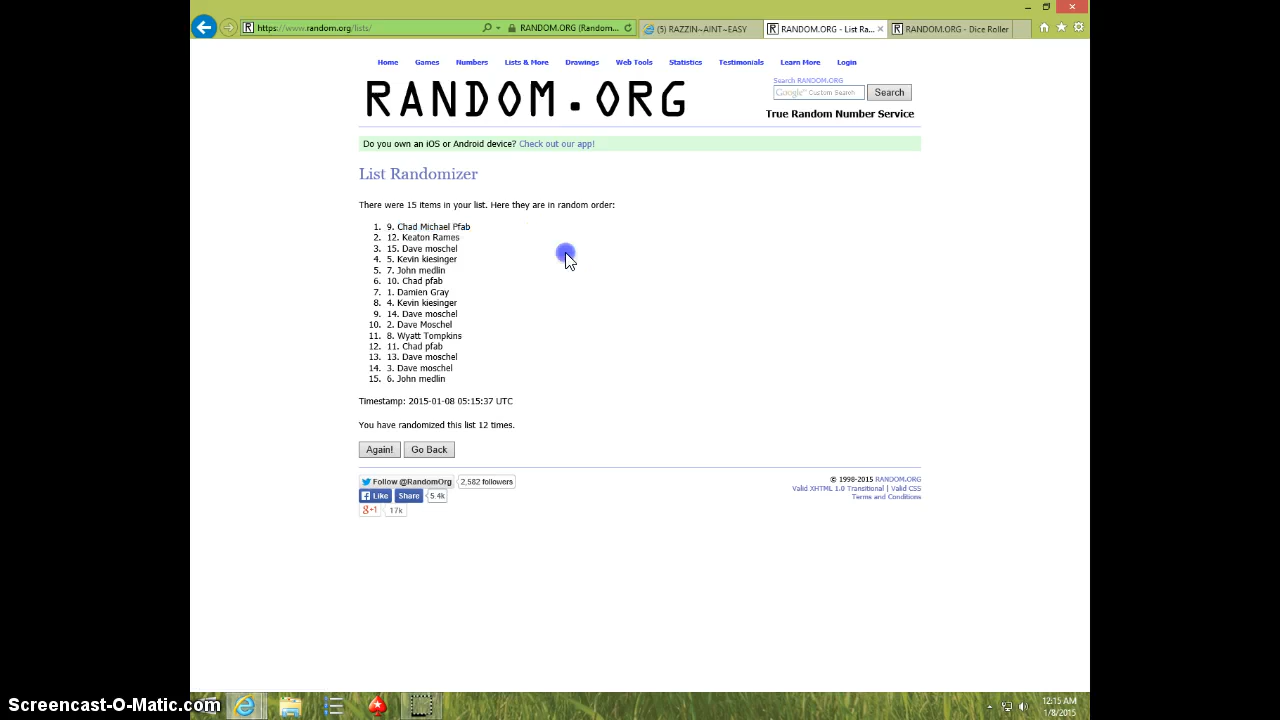 https://www.random.org/lists/
RANDOM.ORG (Random...
(5) RAZZIN~AINT~EASY
RANDOM.ORG - List Ra...
RANDOM.ORG - Dice Roller
Home Games Numbers Lists & More Drawings Web Tools Statistics Testimonials Learn More Login
RANDOM.ORG
Search RANDOM.ORG
Google™ Custom Search Search
True Random Number Service
Do you own an iOS or Android device? Check out our app!
List Randomizer
There were 15 items in your list. Here they are in random order:
1. 9. Chad Michael Pfab
2. 12. Keaton Rames
3. 15. Dave moschel
4. 5. Kevin kiesinger
5. 7. John medlin
6. 10. Chad pfab
7. 1. Damien Gray
8. 4. Kevin kiesinger
9. 14. Dave moschel
10. 2. Dave Moschel
11. 8. Wyatt Tompkins
12. 11. Chad pfab
13. 13. Dave moschel
14. 3. Dave moschel
15. 6. John medlin
Timestamp: 2015-01-08 05:15:37 UTC
You have randomized this list 12 times.
Again! Go Back
Follow @RandomOrg 2,582 followers
Like Share 5.4k
g+1 17k
© 1998-2015 RANDOM.ORG
Valid XHTML 1.0 Transitional | Valid CSS
Terms and Conditions
Screencast-O-Matic.com
12:15 AM
1/8/2015